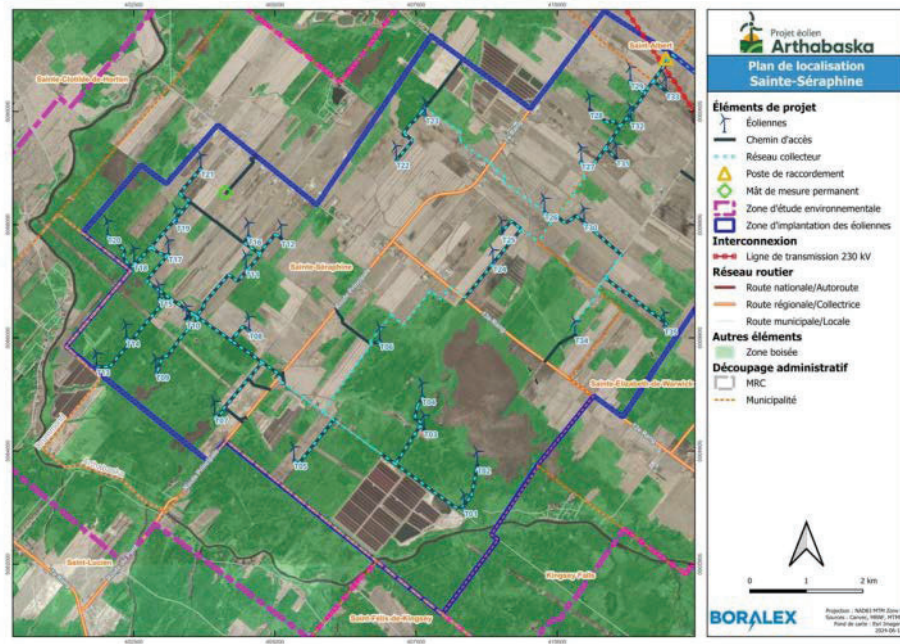 Projet éolien
Arthabaska
Plan de localisation
Sainte-Séraphine
Éléments de projet
Éoliennes
Chemin d'accès
Réseau collecteur
Poste de raccordement
Mât de mesure permanent
Zone d'étude environnementale
Zone d'implantation des éoliennes
Interconnexion
Ligne de transmission 230 kV
Réseau routier
Route nationale/Autoroute
Route régionale/Collectrice
Route municipale/Locale
Autres éléments
Zone boisée
Découpage administratif
MRC
Municipalité
0 1 2 km
BORALEX
Saint-Albert
Sainte-Clotilde-de-Horton
T29
T33
T23
T28
T32
T22
T27
T31
T21
T20
T19
T26
T30
T16
T12
T25
T18
T17
Sainte-Séraphine
T11
T24
T10
T08
T35
T14
T06
T34
T13
T09
Sainte-Élizabeth-de-Warwick
T04
T07
T03
T05
T02
T01
Saint-Lucien
Kingsey Falls
Saint-Félix-de-Kingsey